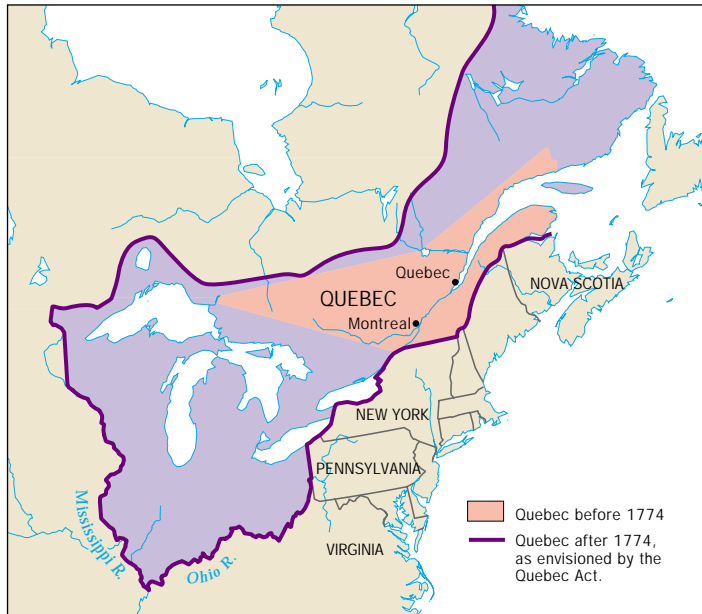 Quebec
QUEBEC
NOVA SCOTIA
Montreal
NEW YORK
PENNSYLVANIA
Mississippi R.
Ohio R.
VIRGINIA
Quebec before 1774
Quebec after 1774,
as envisioned by the
Quebec Act.